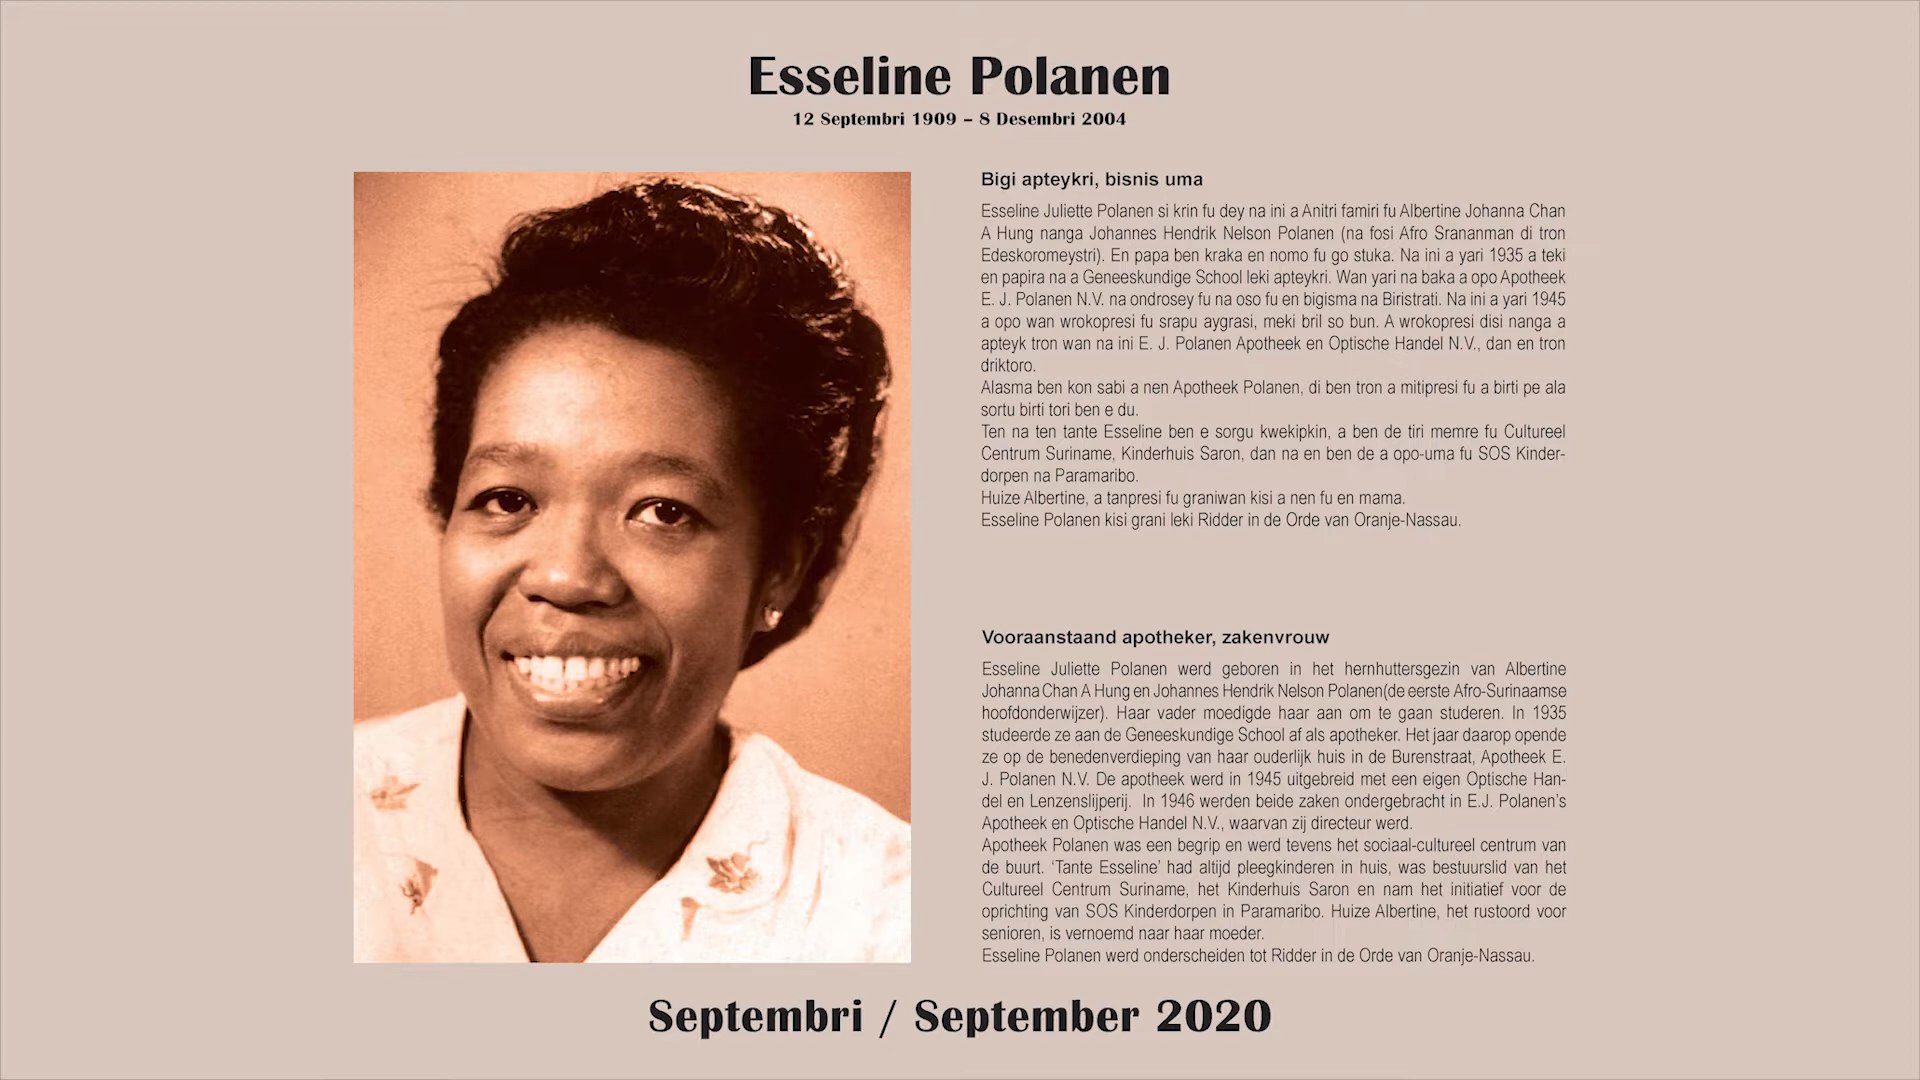 Esseline Polanen
12 Septembri 1909 – 8 Desembri 2004
Bigi apteykri, bisnis uma
Esseline Juliette Polanen si krin fu dey na ini a Anitri famiri fu Albertine Johanna Chan
A Hung nanga Johannes Hendrik Nelson Polanen (na fosi Afro Srananman di tron
Edeskoromeystri). En papa ben kraka en nomo fu go stuka. Na ini a yari 1935 a teki
en papira na a Geneeskundige School leki apteykri. Wan yari na baka a opo Apotheek
E. J. Polanen N.V. na ondrosey fu na oso fu en bigisma na Biristrati. Na ini a yari 1945
a opo wan wrokopresi fu srapu aygrasi, meki bril so bun. A wrokopresi disi nanga a
apteyk tron wan na ini E. J. Polanen Apotheek en Optische Handel N.V., dan en tron
driktoro.
Alasma ben kon sabi a nen Apotheek Polanen, di ben tron a mitipresi fu a birti pe ala
sortu birti tori ben e du.
Ten na ten tante Esseline ben e sorgu kwekipkin, a ben de tiri memre fu Cultureel
Centrum Suriname, Kinderhuis Saron, dan na en ben de a opo-uma fu SOS Kinder-
dorpen na Paramaribo.
Huize Albertine, a tanpresi fu graniwan kisi a nen fu en mama.
Esseline Polanen kisi grani leki Ridder in de Orde van Oranje-Nassau.
Vooraanstaand apotheker, zakenvrouw
Esseline Juliette Polanen werd geboren in het hernhuttersgezin van Albertine
Johanna Chan A Hung en Johannes Hendrik Nelson Polanen(de eerste Afro-Surinaamse
hoofdonderwijzer). Haar vader moedigde haar aan om te gaan studeren. In 1935
studeerde ze aan de Geneeskundige School af als apotheker. Het jaar daarop opende
ze op de benedenverdieping van haar ouderlijk huis in de Burenstraat, Apotheek E.
J. Polanen N.V. De apotheek werd in 1945 uitgebreid met een eigen Optische Han-
del en Lenzenslijperij. In 1946 werden beide zaken ondergebracht in E.J. Polanen's
Apotheek en Optische Handel N.V., waarvan zij directeur werd.
Apotheek Polanen was een begrip en werd tevens het sociaal-cultureel centrum van
de buurt. ‘Tante Esseline’ had altijd pleegkinderen in huis, was bestuurslid van het
Cultureel Centrum Suriname, het Kinderhuis Saron en nam het initiatief voor de
oprichting van SOS Kinderdorpen in Paramaribo. Huize Albertine, het rustoord voor
senioren, is vernoemd naar haar moeder.
Esseline Polanen werd onderscheiden tot Ridder in de Orde van Oranje-Nassau.
Septembri / September 2020